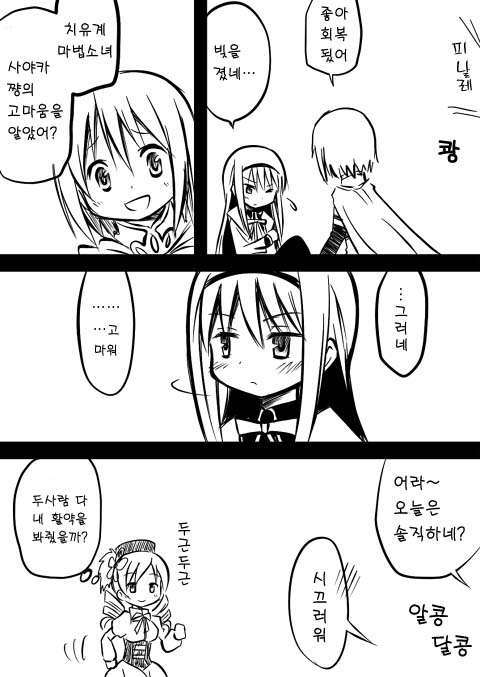 피날레
쾅
좋아
회복
됐어
빚을
졌네…
치유계
마법소녀
사야카
쨩의
고마움을
알았어?
…그러네
……
…고
마워
어라~
오늘은
솔직하네?
시끄러워
알콩
달콩
두근두근
두사람 다
내 활약을
봐줬을까?